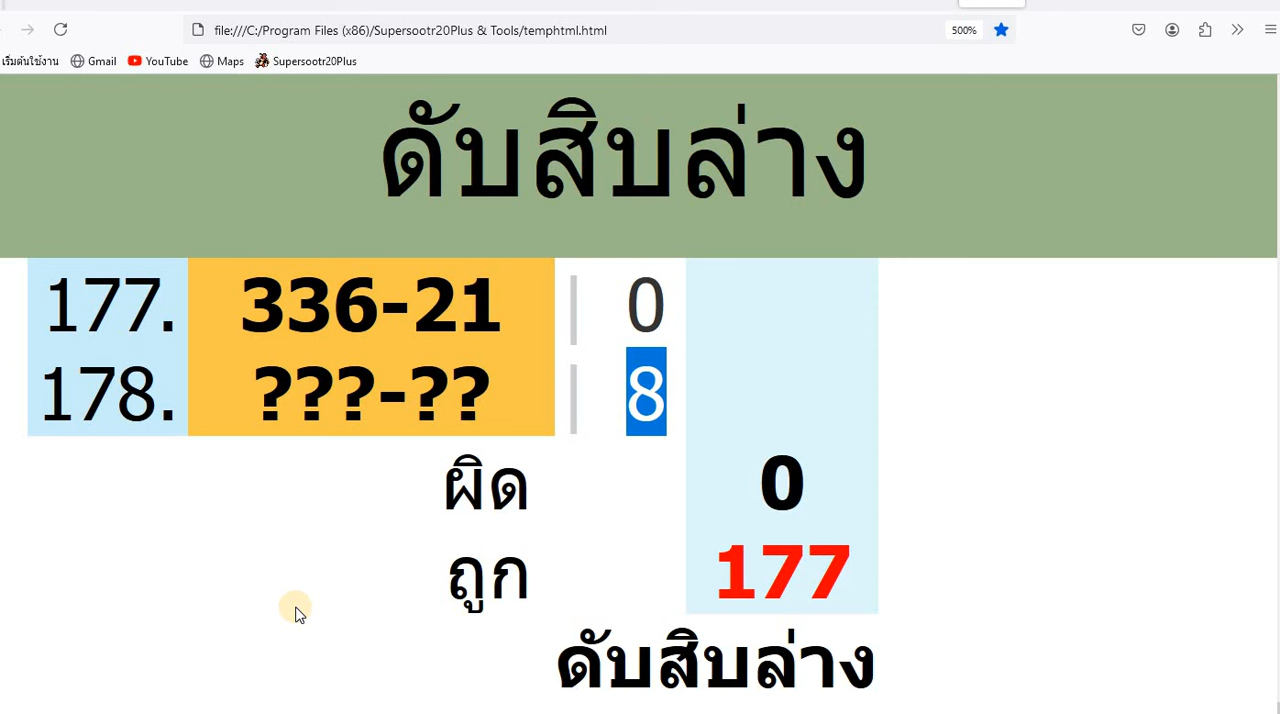 file:///C:/Program Files (x86)/Supersootr20Plus & Tools/temphtml.html 500%
เริ่มต้นใช้งาน Gmail YouTube Maps Supersootr20Plus
ดับสิบล่าง
177. 336-21 | 0
178. ???-?? | 8
ผิด 0
ถูก 177
ดับสิบล่าง